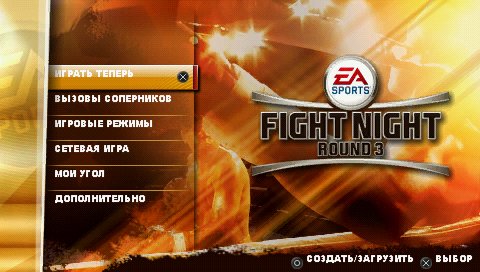 ИГРАТЬ ТЕПЕРЬ
ВЫЗОВЫ СОПЕРНИКОВ
ИГРОВЫЕ РЕЖИМЫ
СЕТЕВАЯ ИГРА
МОИ УГОЛ
ДОПОЛНИТЕЛЬНО
EA
SPORTS
FIGHT NIGHT
ROUND 3
СОЗДАТЬ/ЗАГРУЗИТЬ ВЫБОР